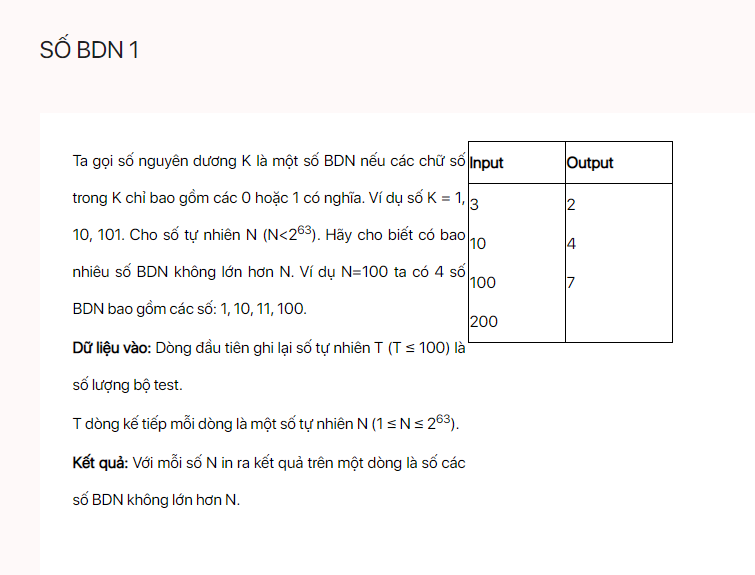 SỐ BDN 1
Ta gọi số nguyên dương K là một số BDN nếu các chữ số
trong K chỉ bao gồm các 0 hoặc 1 có nghĩa. Ví dụ số K = 1,
10, 101. Cho số tự nhiên N (N<2⁶³). Hãy cho biết có bao
nhiêu số BDN không lớn hơn N. Ví dụ N=100 ta có 4 số
BDN bao gồm các số: 1, 10, 11, 100.
Dữ liệu vào: Dòng đầu tiên ghi lại số tự nhiên T (T ≤ 100) là
số lượng bộ test.
T dòng kế tiếp mỗi dòng là một số tự nhiên N (1 ≤ N ≤ 2⁶³).
Kết quả: Với mỗi số N in ra kết quả trên một dòng là số các
số BDN không lớn hơn N.
Input Output
3 2
10 4
100 7
200